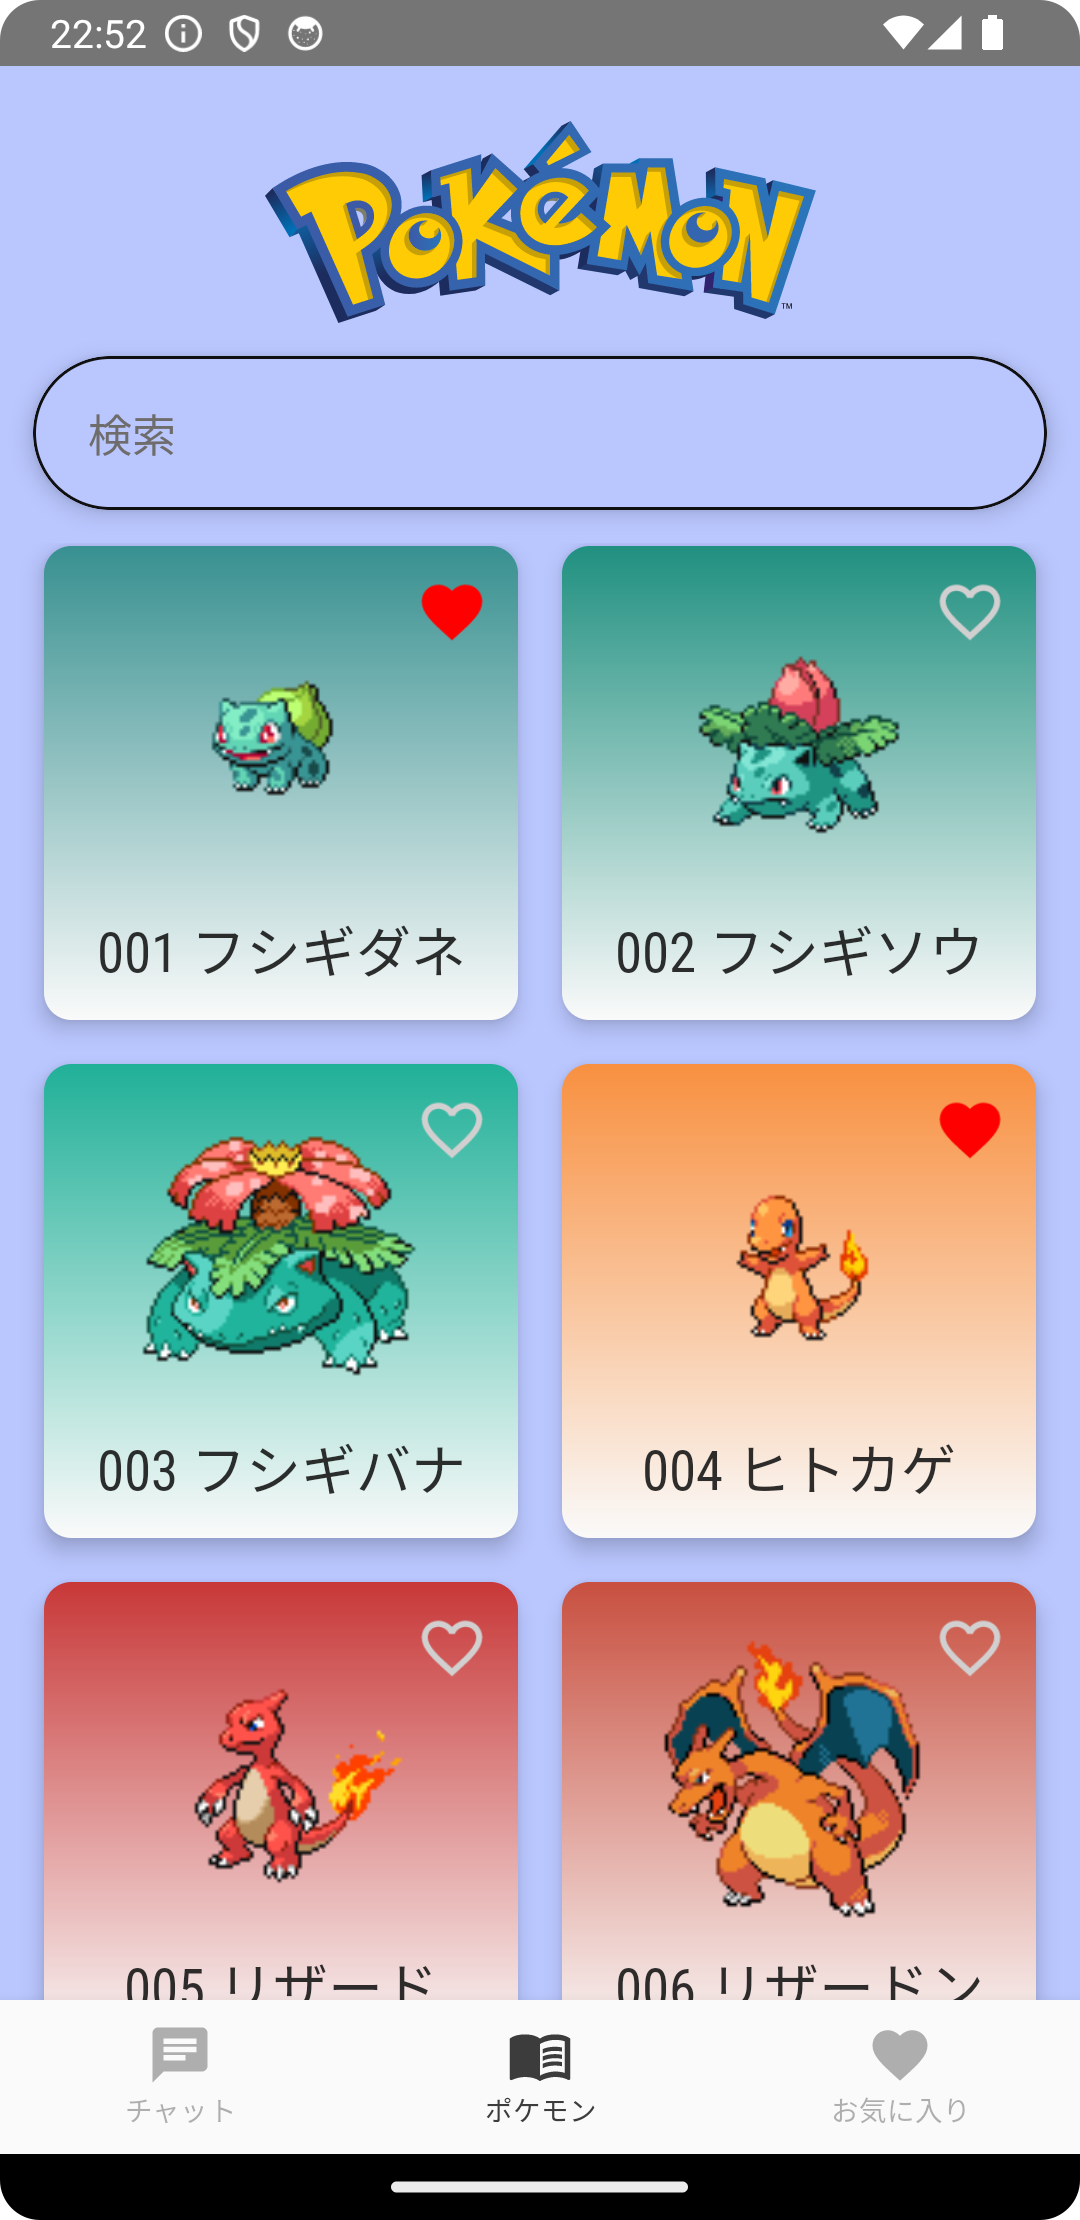 22:52
POKéMON
TM
検索
001 フシギダネ
002 フシギソウ
003 フシギバナ
004 ヒトカゲ
005 リザード
006 リザードン
チャット
ポケモン
お気に入り